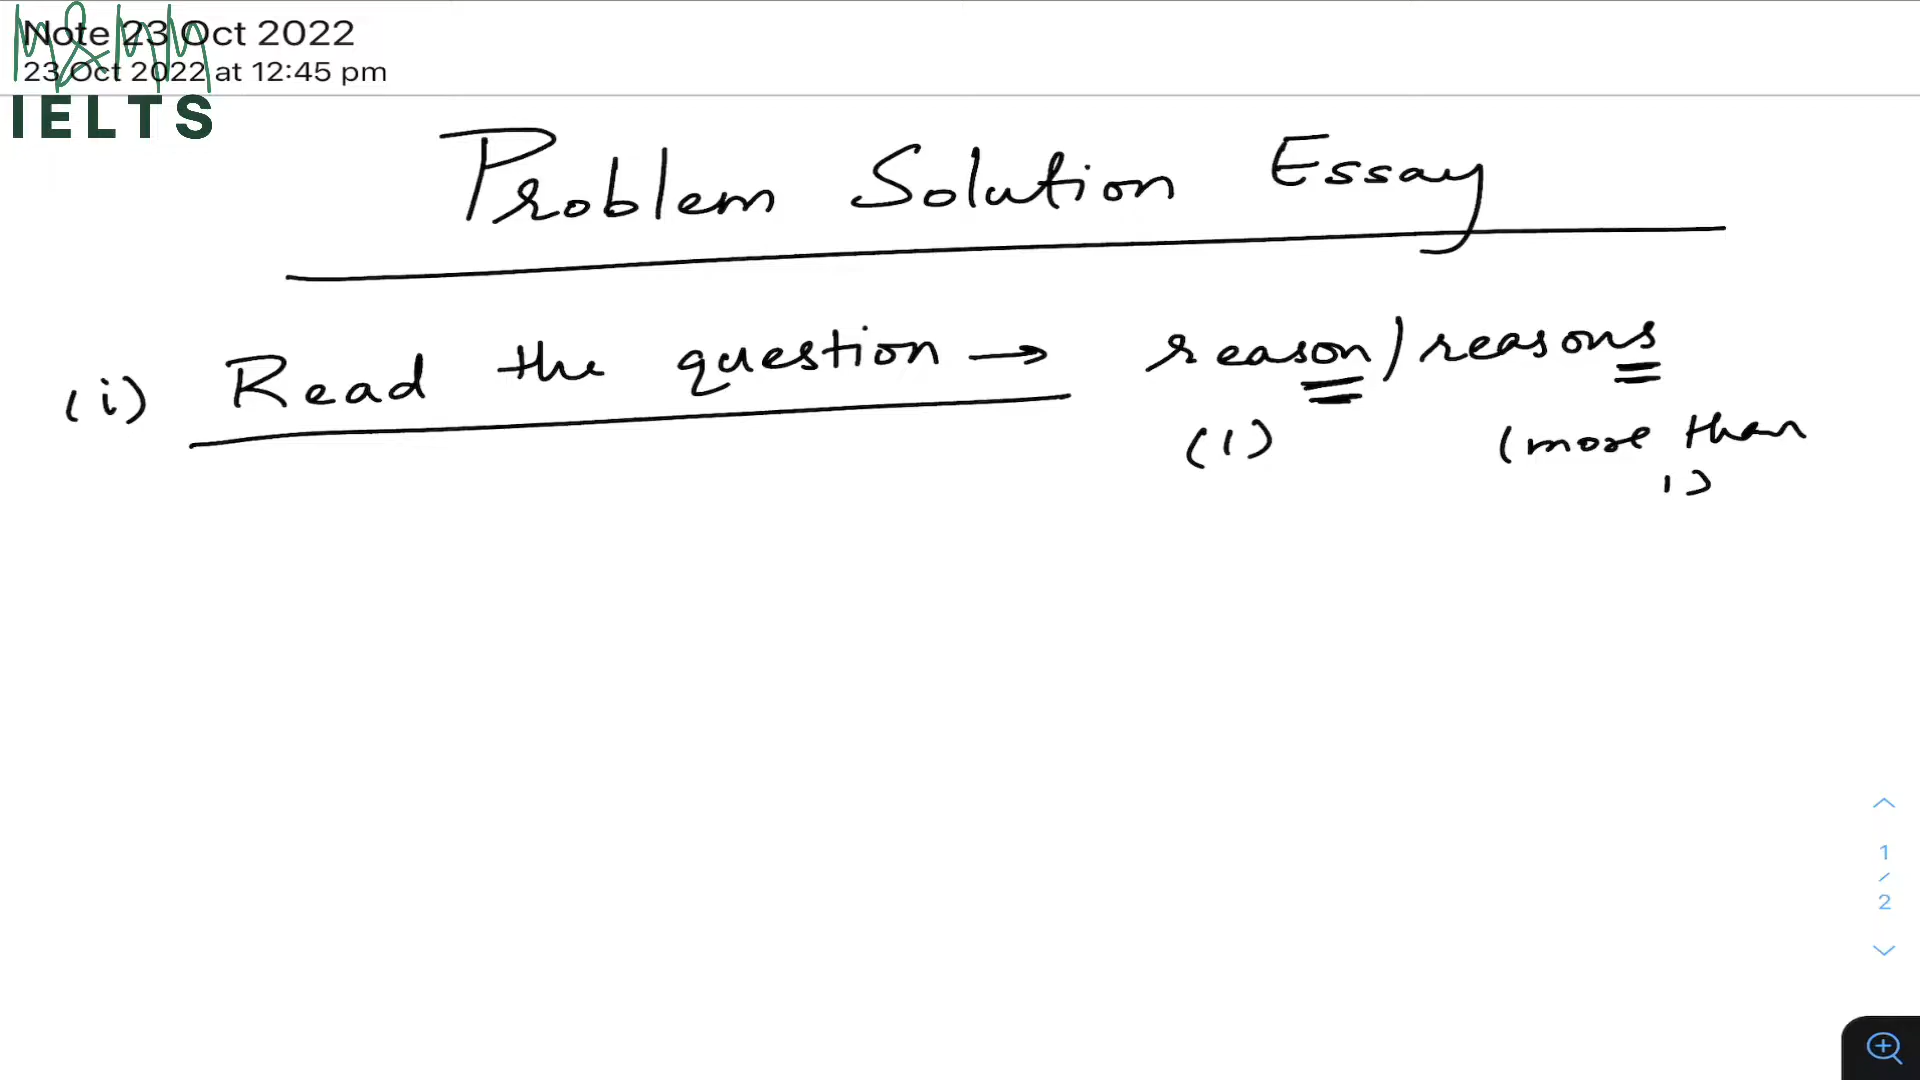 Note 23 Oct 2022
23 Oct 2022 at 12:45 pm
IELTS
Problem Solution Essay
(i) Read the question → reason/reasons
(1) (more than
1)
1
/
2